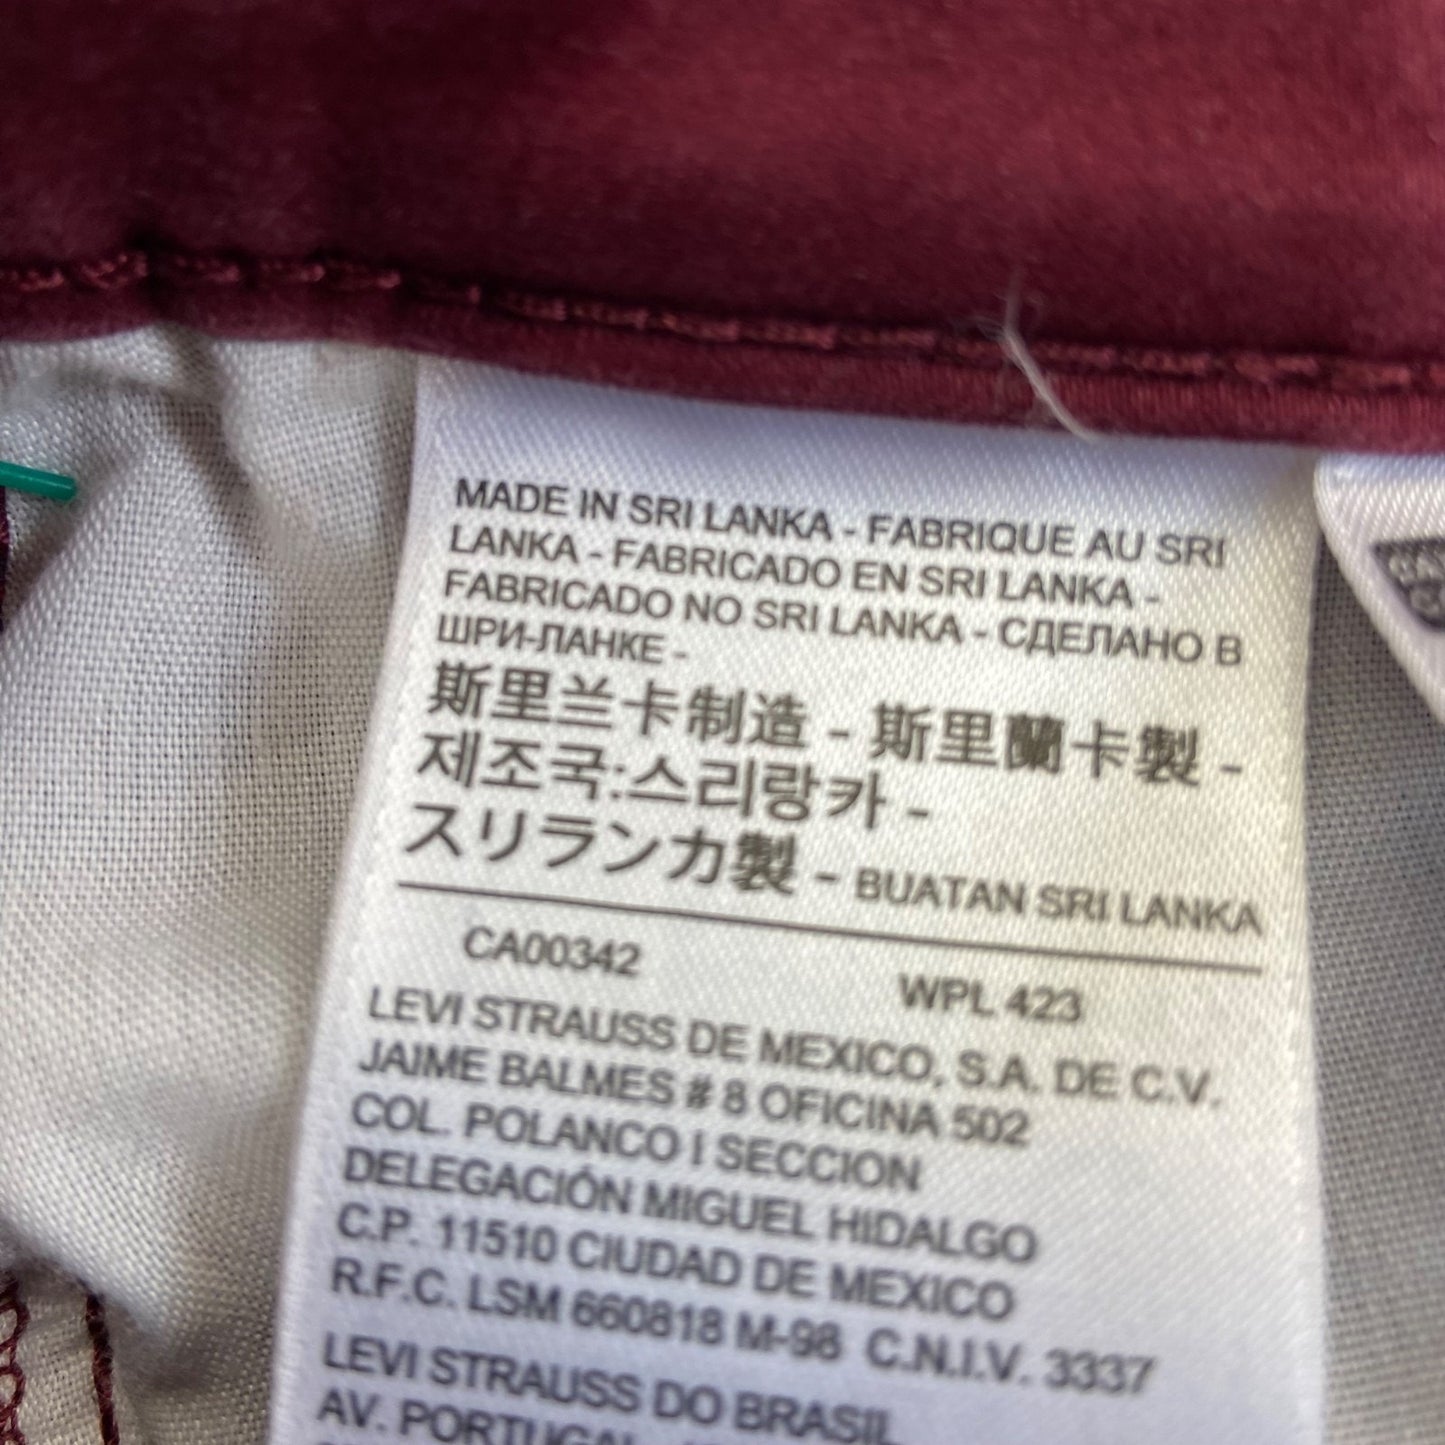 MADE IN SRI LANKA - FABRIQUE AU SRI
LANKA - FABRICADO EN SRI LANKA -
FABRICADO NO SRI LANKA - СДЕЛАНО В
ШРИ-ЛАНКЕ -
斯里兰卡制造 - 斯里蘭卡製 -
제조국:스리랑카 -
スリランカ製 - BUATAN SRI LANKA
CA00342 WPL 423
LEVI STRAUSS DE MEXICO, S.A. DE C.V.
JAIME BALMES # 8 OFICINA 502
COL. POLANCO I SECCION
DELEGACIÓN MIGUEL HIDALGO
C.P. 11510 CIUDAD DE MEXICO
R.F.C. LSM 660818 M-98 C.N.I.V. 3337
LEVI STRAUSS DO BRASIL
AV. PORTUGAL